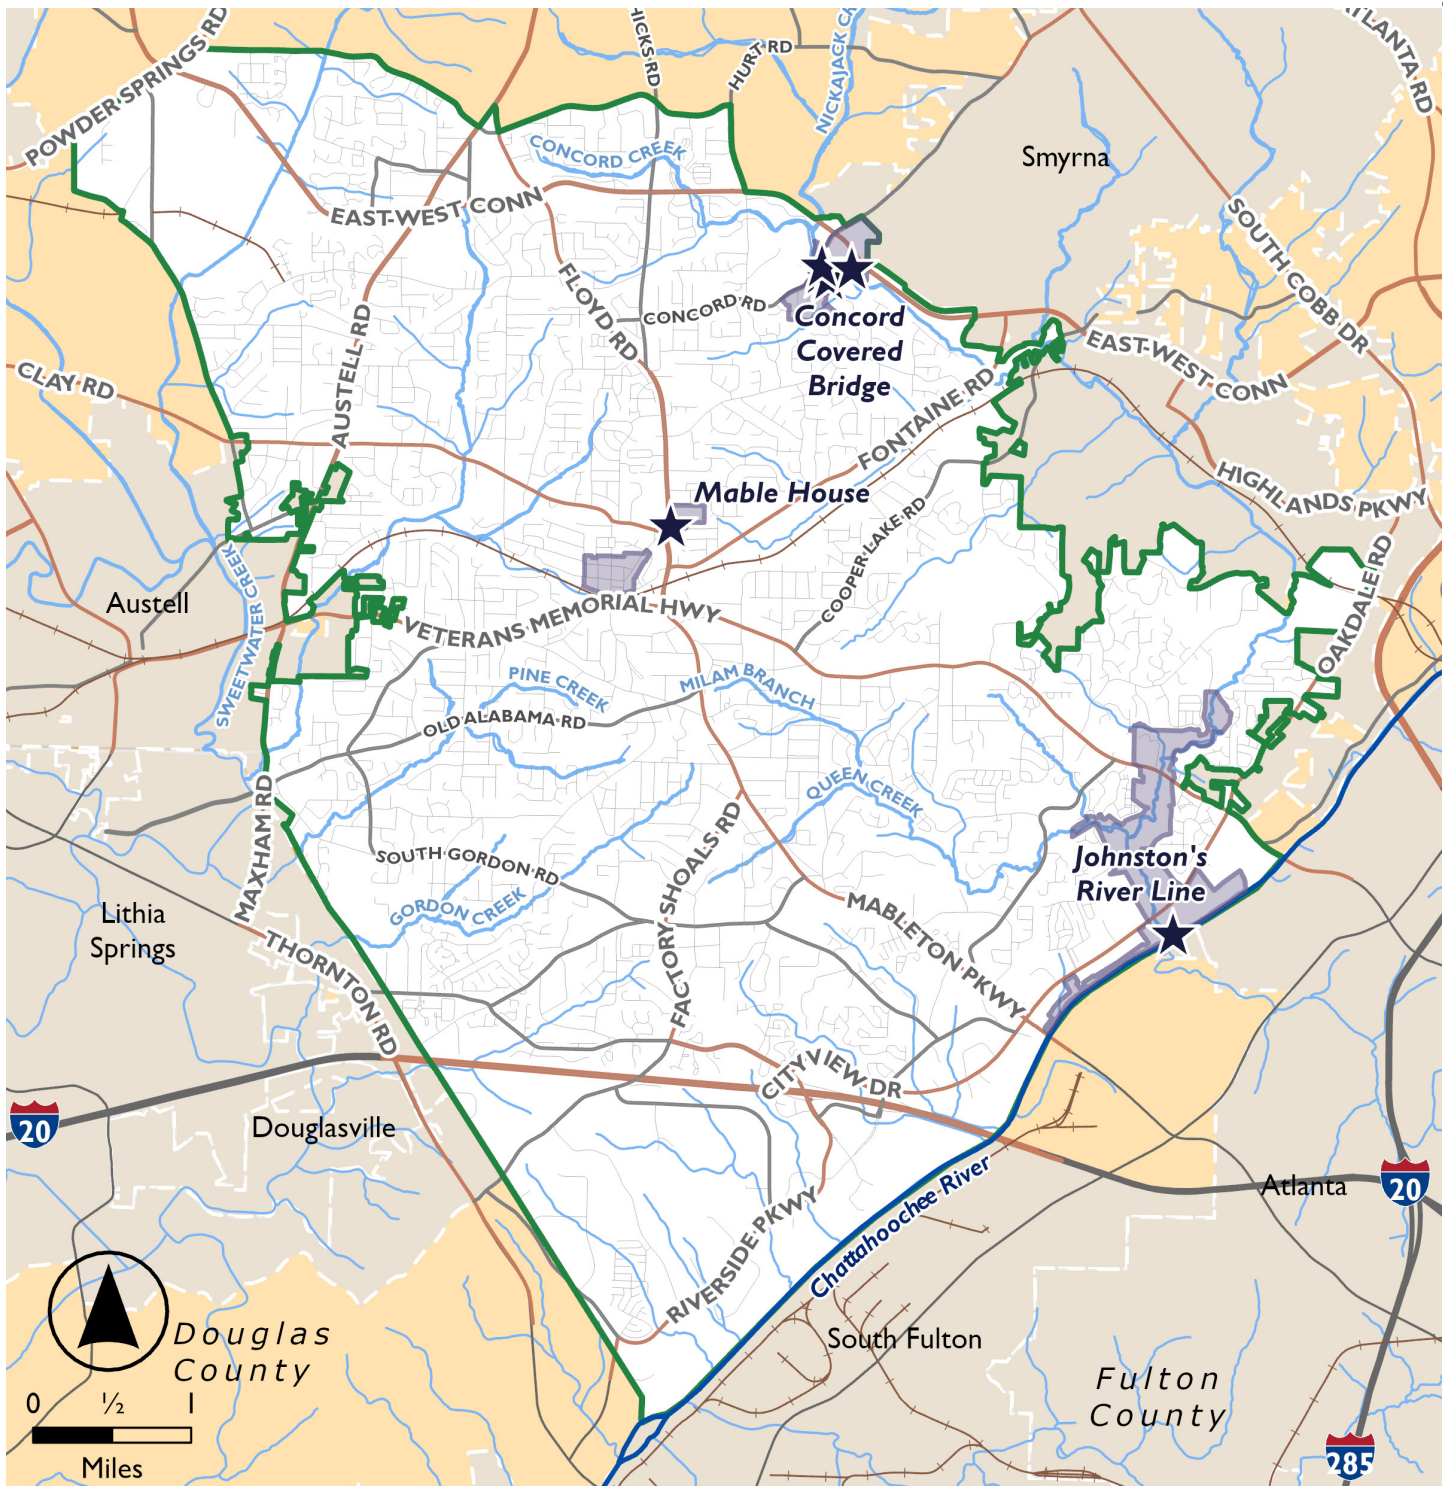 POWDER SPRINGS RD
HICKS RD
HURT RD
NICKAJACK
ATLANTA RD
CONCORD CREEK
Smyrna
EAST-WEST CONN
SOUTH COBB DR
FLOYD RD
CONCORD RD
Concord
Covered
Bridge
AUSTELL RD
EAST-WEST CONN
CLAY RD
FONTAINE RD
HIGHLANDS PKWY
Mable House
COOPER LAKE RD
OAKDALE RD
Austell
SWEETWATER CREEK
VETERANS MEMORIAL HWY
PINE CREEK
MILAM BRANCH
OLD ALABAMA RD
QUEEN CREEK
MAXHAM RD
FACTORY SHOALS RD
SOUTH GORDON RD
Johnston's
River Line
GORDON CREEK
MABLETON PKWY
Lithia
Springs
THORNTON RD
CITYVIEW DR
20
Douglasville
Chattahoochee River
Atlanta
20
RIVERSIDE PKWY
Douglas
County
South Fulton
Fulton
County
0 ½ 1
Miles
285